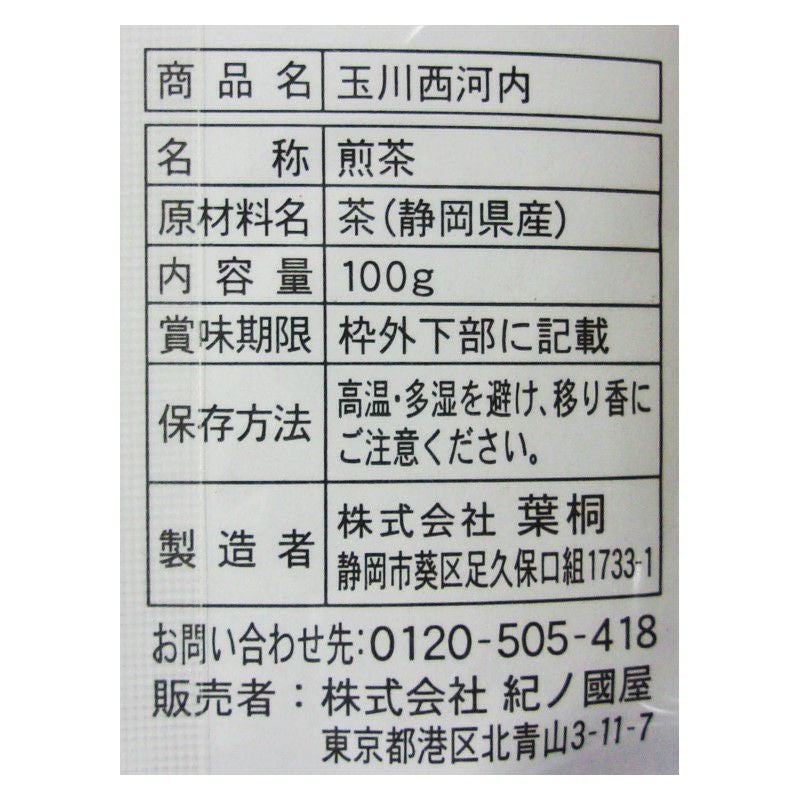 商品名 玉川西河内
名称 煎茶
原材料名 茶(静岡県産)
内容量 100g
賞味期限 枠外下部に記載
保存方法 高温・多湿を避け、移り香に
ご注意ください。
製造者 株式会社 葉桐
静岡市葵区足久保口組1733-1
お問い合わせ先:0120-505-418
販売者:株式会社 紀ノ國屋
東京都港区北青山3-11-7